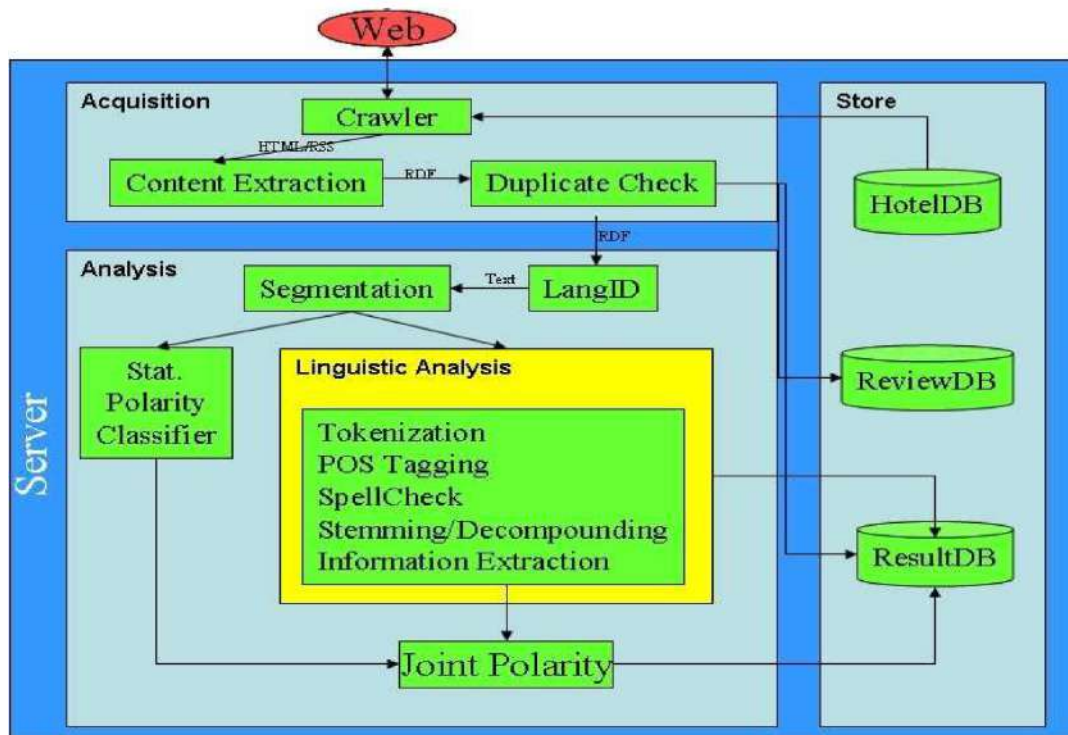 Web
Server
Acquisition
Crawler
HTML/RSS
Content Extraction
RDF
Duplicate Check
RDF
Analysis
Segmentation
Text
LangID
Stat.
Polarity
Classifier
Linguistic Analysis
Tokenization
POS Tagging
SpellCheck
Stemming/Decompounding
Information Extraction
Joint Polarity
Store
HotelDB
ReviewDB
ResultDB